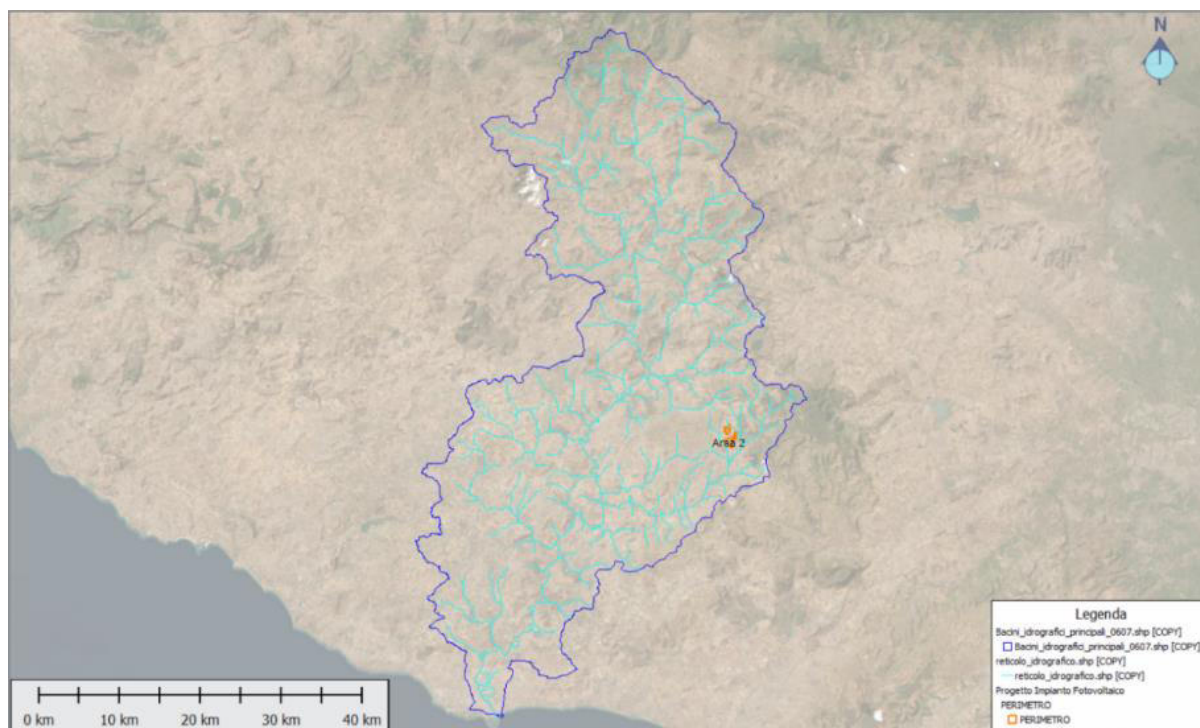 N
Area 2
Legenda
Bacini_idrografici_principali_0607.shp [COPY]
Bacini_idrografici_principali_0607.shp [COPY]
reticolo_idrografico.shp [COPY]
reticolo_idrografico.shp [COPY]
Progetto Impianto Fotovoltaico
PERIMETRO
PERIMETRO
0 km 10 km 20 km 30 km 40 km